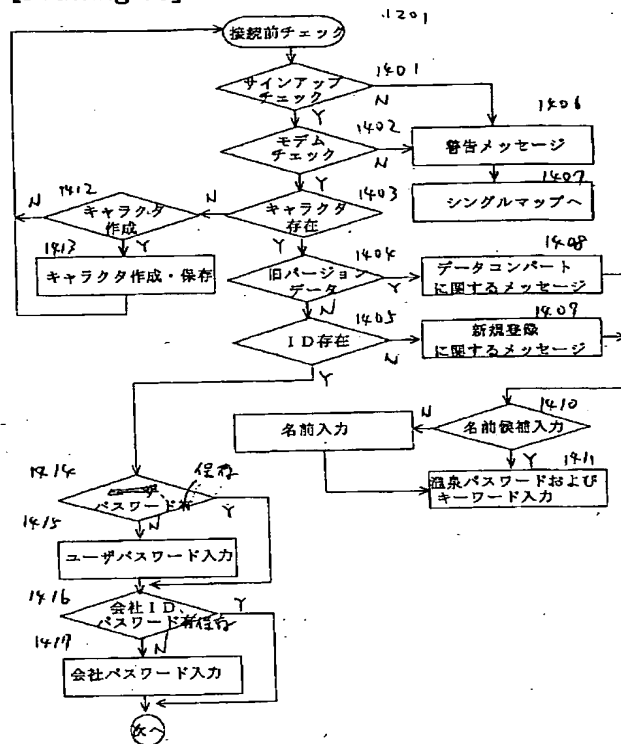 接続前チェック
1201
サインアップ
チェック
1401
N
Y
モデム
チェック
1402
N
Y
1406
警告メッセージ
1407
シングルマップへ
キャラクタ
存在
1403
N
Y
1412
キャラクタ
作成
N
Y
1413
キャラクタ作成・保存
旧バージョン
データ
1404
Y
N
1408
データコンバート
に関するメッセージ
ID存在
1405
N
Y
1409
新規登録
に関するメッセージ
1410
名前候補入力
N
Y
名前入力
1411
温泉パスワードおよび
キーワード入力
1414
保存
パスワード有
Y
N
1415
ユーザパスワード入力
1416
会社ID、
パスワード有保存
Y
N
1417
会社パスワード入力
次へ